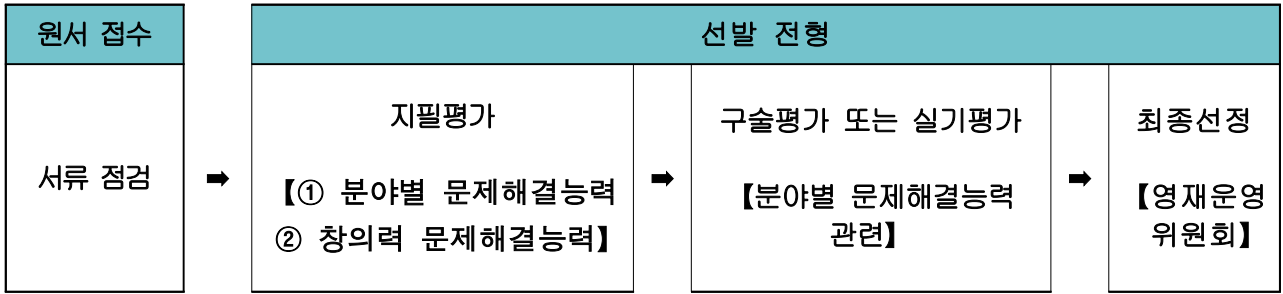 원서 접수
선발 전형
서류 점검
➡
지필평가
【① 분야별 문제해결능력
② 창의력 문제해결능력】
➡
구술평가 또는 실기평가
【분야별 문제해결능력
관련】
➡
최종선정
【영재운영
위원회】